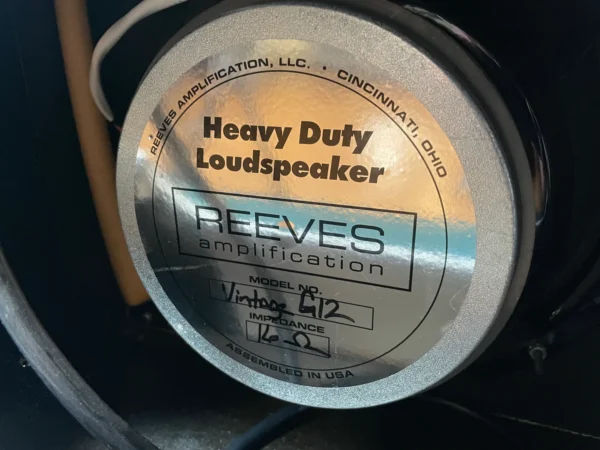 REEVES AMPLIFICATION, LLC. • CINCINNATI, OHIO
Heavy Duty
Loudspeaker
REEVES
amplification
MODEL NO.
Vintage G12
IMPEDANCE
16 Ω
ASSEMBLED IN USA